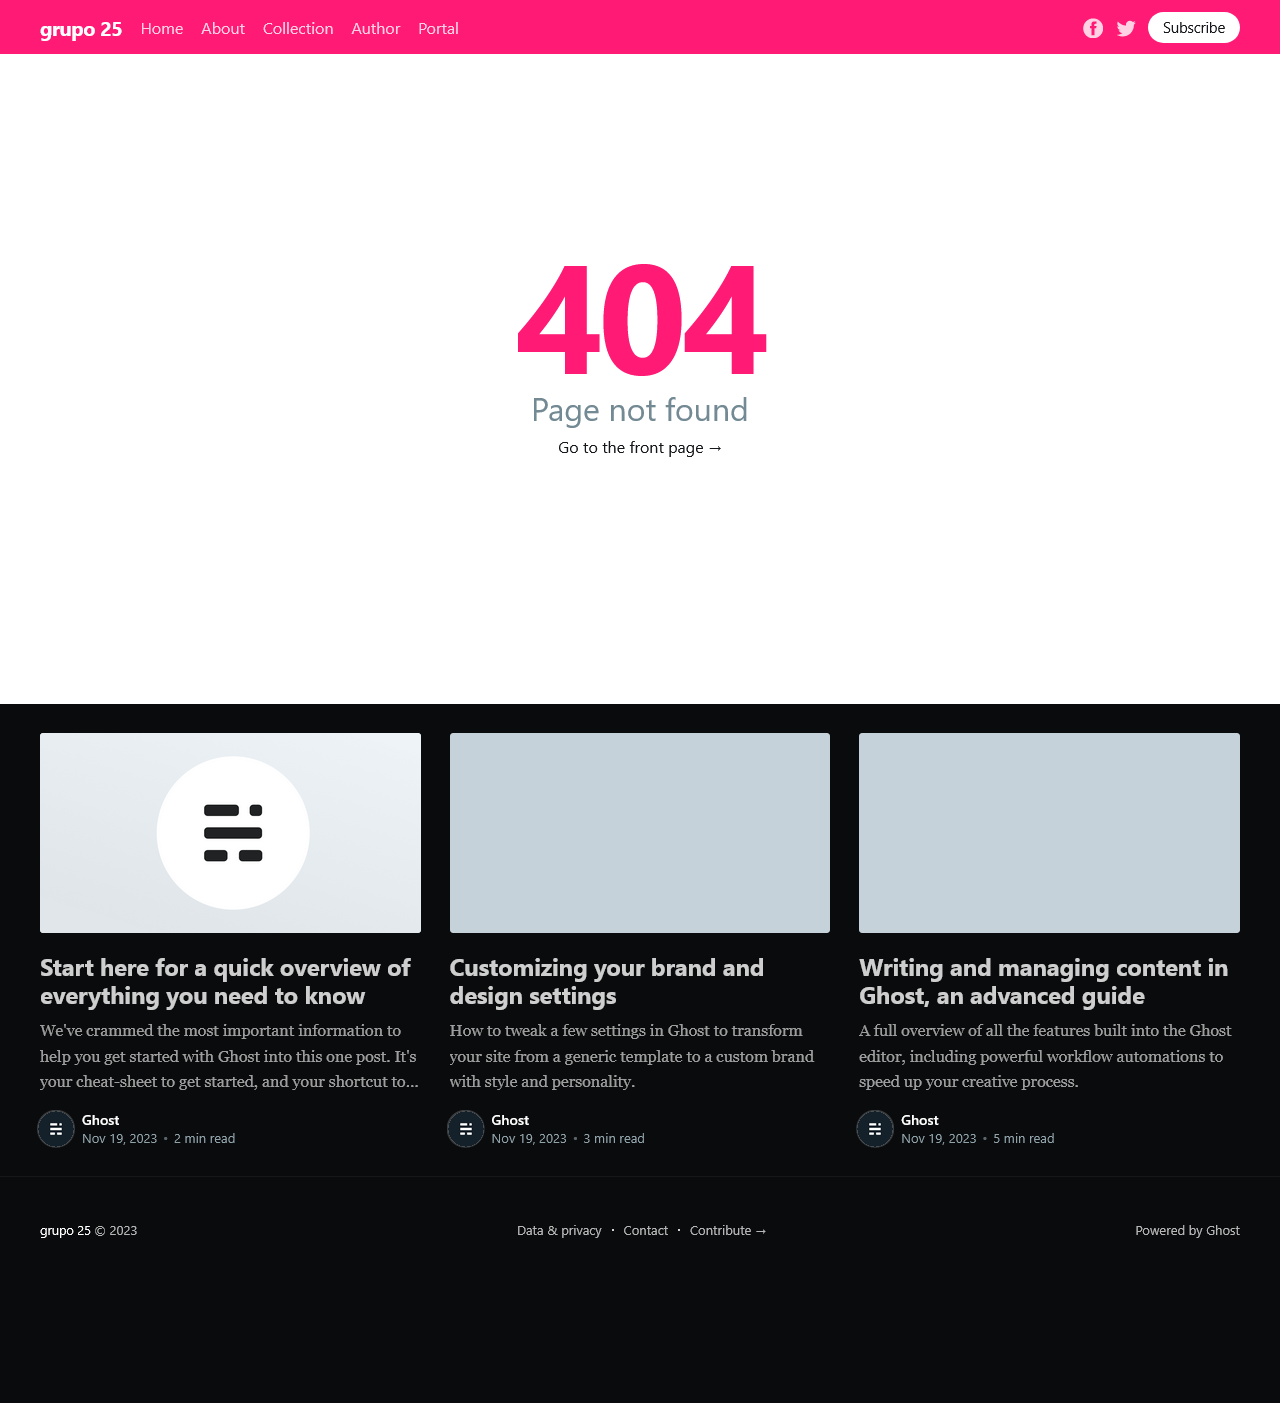 grupo 25 Home About Collection Author Portal Subscribe
404
Page not found
Go to the front page →
Start here for a quick overview of
everything you need to know
We've crammed the most important information to
help you get started with Ghost into this one post. It's
your cheat-sheet to get started, and your shortcut to...
Ghost
Nov 19, 2023 • 2 min read
Customizing your brand and
design settings
How to tweak a few settings in Ghost to transform
your site from a generic template to a custom brand
with style and personality.
Ghost
Nov 19, 2023 • 3 min read
Writing and managing content in
Ghost, an advanced guide
A full overview of all the features built into the Ghost
editor, including powerful workflow automations to
speed up your creative process.
Ghost
Nov 19, 2023 • 5 min read
grupo 25 © 2023 Data & privacy • Contact • Contribute → Powered by Ghost